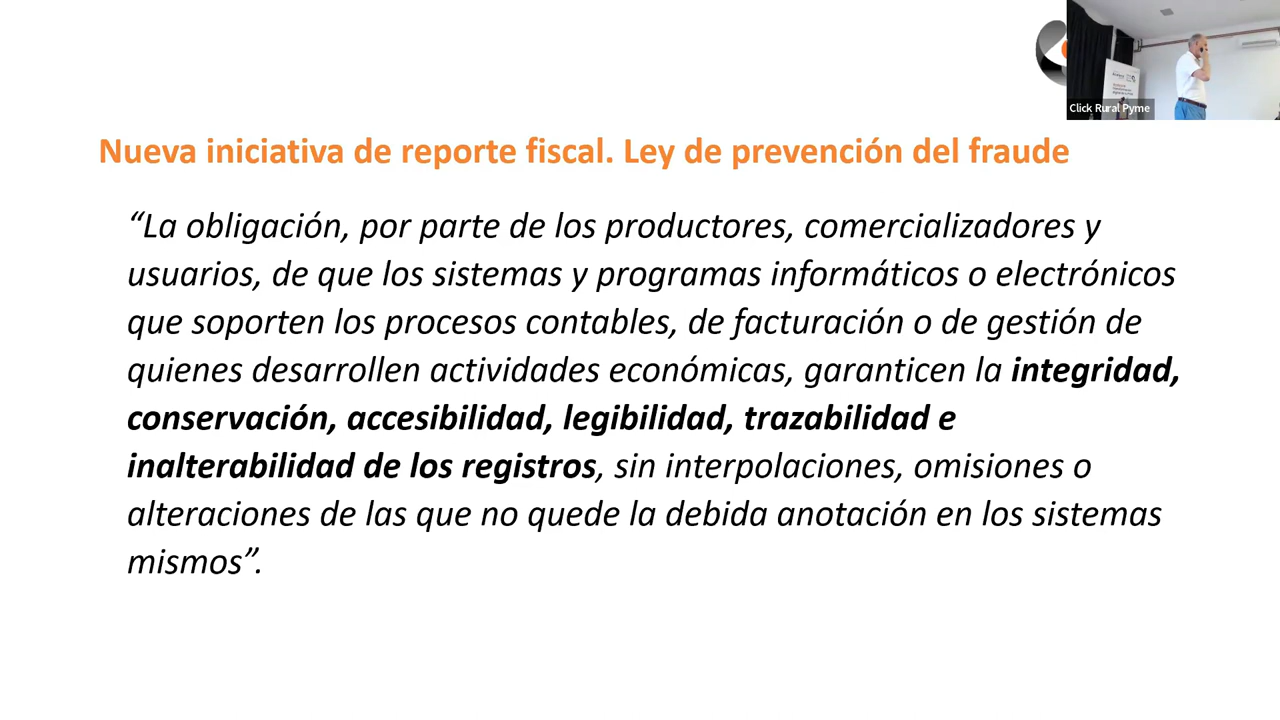 Click Rural Pyme
Nueva iniciativa de reporte fiscal. Ley de prevención del fraude
“La obligación, por parte de los productores, comercializadores y
usuarios, de que los sistemas y programas informáticos o electrónicos
que soporten los procesos contables, de facturación o de gestión de
quienes desarrollen actividades económicas, garanticen la integridad,
conservación, accesibilidad, legibilidad, trazabilidad e
inalterabilidad de los registros, sin interpolaciones, omisiones o
alteraciones de las que no quede la debida anotación en los sistemas
mismos”.